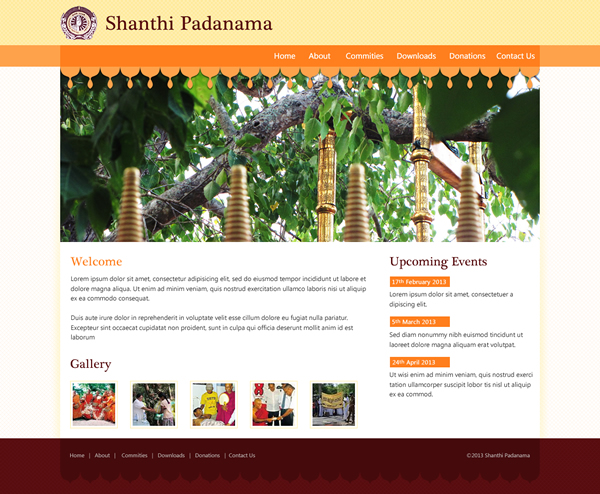 Shanthi Padanama
Home About Commities Downloads Donations Contact Us
Welcome
Lorem ipsum dolor sit amet, consectetur adipisicing elit, sed do eiusmod tempor incididunt ut labore et
dolore magna aliqua. Ut enim ad minim veniam, quis nostrud exercitation ullamco laboris nisi ut aliquip
ex ea commodo consequat.
Duis aute irure dolor in reprehenderit in voluptate velit esse cillum dolore eu fugiat nulla pariatur.
Excepteur sint occaecat cupidatat non proident, sunt in culpa qui officia deserunt mollit anim id est
laborum
Gallery
Upcoming Events
17th February 2013
Lorem ipsum dolor sit amet, consectetuer a
dipiscing elit.
5th March 2013
Sed diam nonummy nibh euismod tincidunt ut
laoreet dolore magna aliquam erat volutpat.
24th April 2013
Ut wisi enim ad minim veniam, quis nostrud exerci
tation ullamcorper suscipit lobor tis nisl ut aliquip
ex ea commod.
Home | About | Commities | Downloads | Donations | Contact Us
©2013 Shanthi Padanama